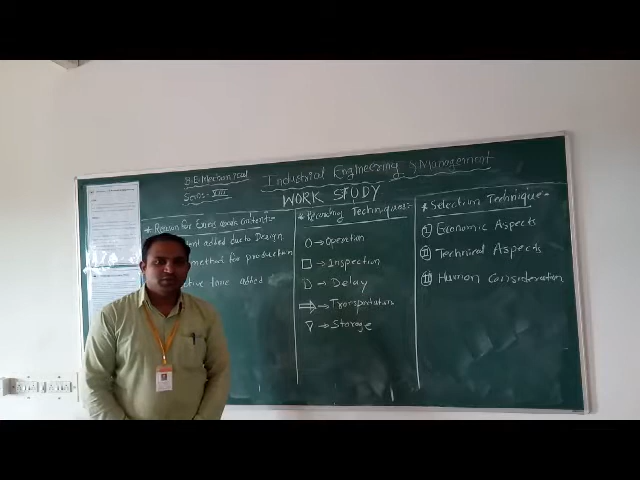 B.E. Mechanical
Sem:- VIII
Industrial Engineering & Management
WORK STUDY
* Reason for Excess work content:-
added due to Design.
method for production
time added
* Recording Techniques:-
O → Operation
□ → Inspection
D → Delay
⇒ → Transportation
∇ → Storage
* Selection Technique:-
I Economic Aspects
II Technical Aspects
III Human consideration